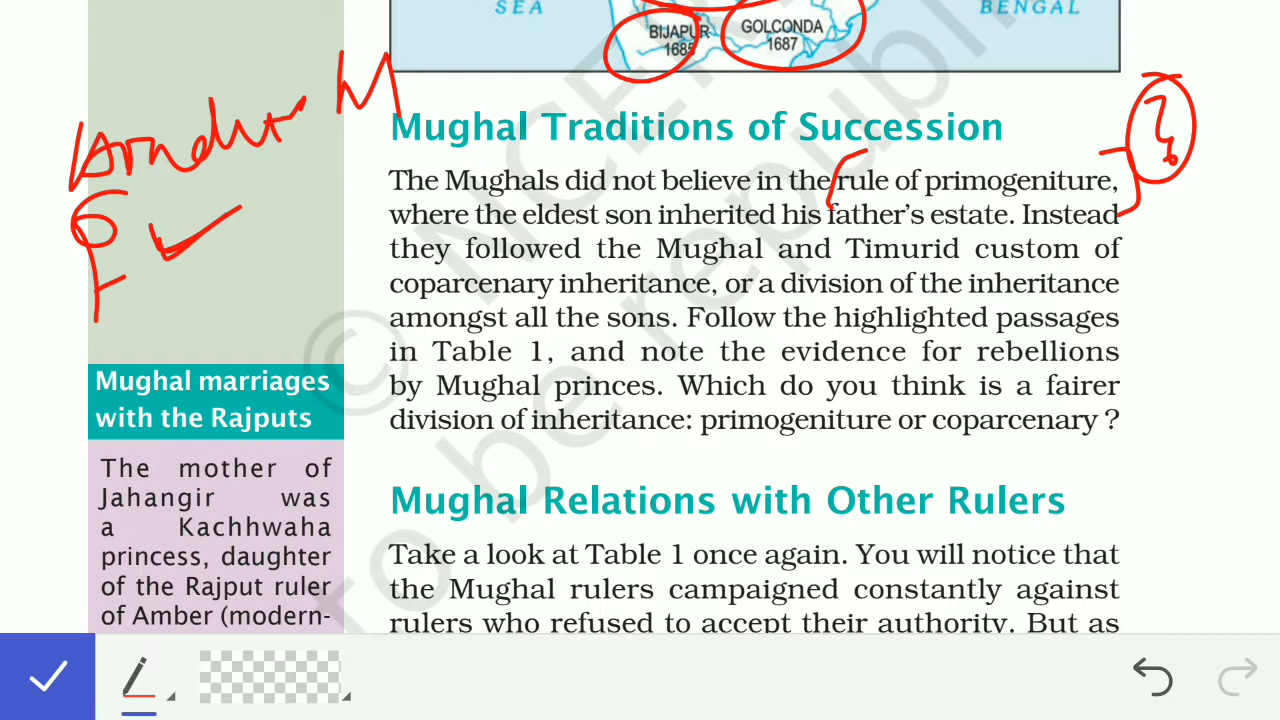 SEA
BENGAL
BIJAPUR
1685
GOLCONDA
1687
M
Mughal Traditions of Succession
?
The Mughals did not believe in the rule of primogeniture,
where the eldest son inherited his father's estate. Instead
they followed the Mughal and Timurid custom of
coparcenary inheritance, or a division of the inheritance
amongst all the sons. Follow the highlighted passages
in Table 1, and note the evidence for rebellions
by Mughal princes. Which do you think is a fairer
division of inheritance: primogeniture or coparcenary ?
Mughal marriages
with the Rajputs
The mother of
Jahangir was
a Kachhwaha
princess, daughter
of the Rajput ruler
of Amber (modern-
Mughal Relations with Other Rulers
Take a look at Table 1 once again. You will notice that
the Mughal rulers campaigned constantly against
rulers who refused to accept their authority. But as